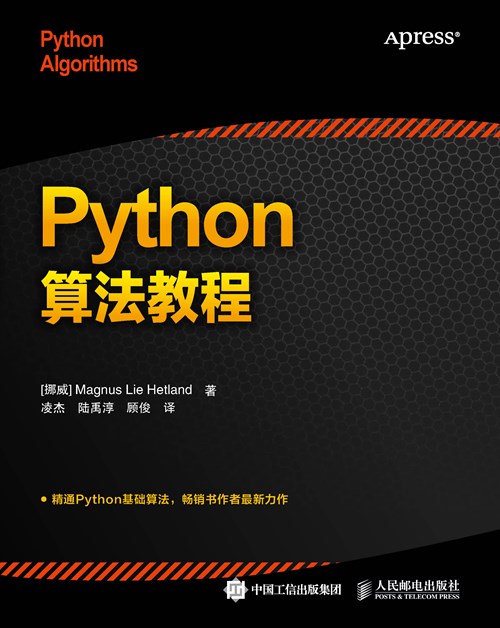 Python
Algorithms
Apress®
Python
算法教程
[挪威] Magnus Lie Hetland 著
凌杰 陆禹淳 顾俊 译
● 精通Python基础算法，畅销书作者最新力作
中国工信出版集团
人民邮电出版社
POSTS & TELECOM PRESS